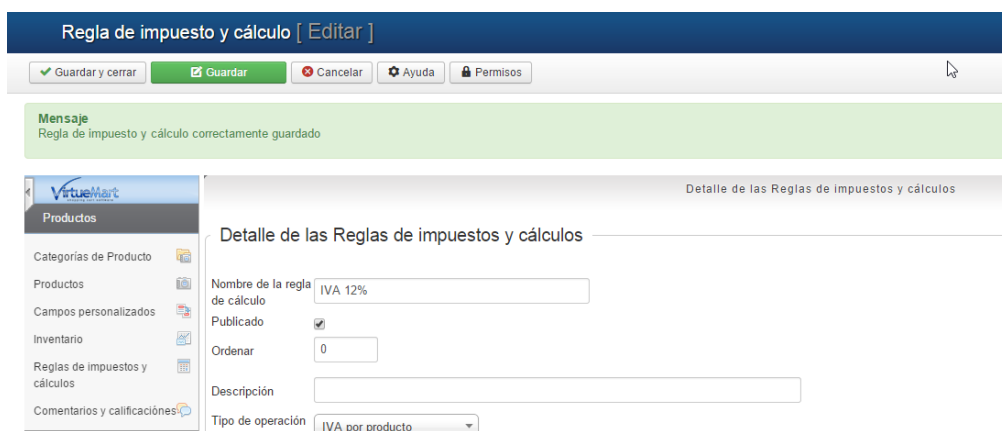 Regla de impuesto y cálculo [ Editar ]
Guardar y cerrar
Guardar
Cancelar
Ayuda
Permisos
Mensaje
Regla de impuesto y cálculo correctamente guardado
VirtueMart
Detalle de las Reglas de impuestos y cálculos
Productos
Categorías de Producto
Productos
Campos personalizados
Inventario
Reglas de impuestos y
cálculos
Comentarios y calificaciónes
Detalle de las Reglas de impuestos y cálculos
Nombre de la regla
de cálculo
IVA 12%
Publicado
Ordenar
0
Descripción
Tipo de operación
IVA por producto